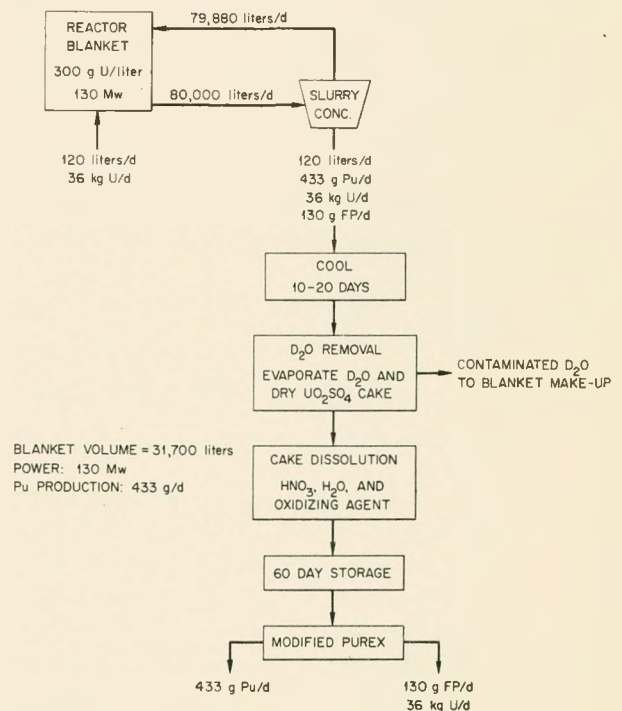 79,880 liters/d
REACTOR
BLANKET
300 g U/liter
130 Mw
80,000 liters/d
SLURRY
CONC.
120 liters/d
36 kg U/d
120 liters/d
433 g Pu/d
36 kg U/d
130 g FP/d
COOL
10-20 DAYS
D₂O REMOVAL
EVAPORATE D₂O AND
DRY UO₂SO₄ CAKE
CONTAMINATED D₂O
TO BLANKET MAKE-UP
BLANKET VOLUME = 31,700 liters
POWER: 130 Mw
Pu PRODUCTION: 433 g/d
CAKE DISSOLUTION
HNO₃, H₂O, AND
OXIDIZING AGENT
60 DAY STORAGE
MODIFIED PUREX
433 g Pu/d
130 g FP/d
36 kg U/d